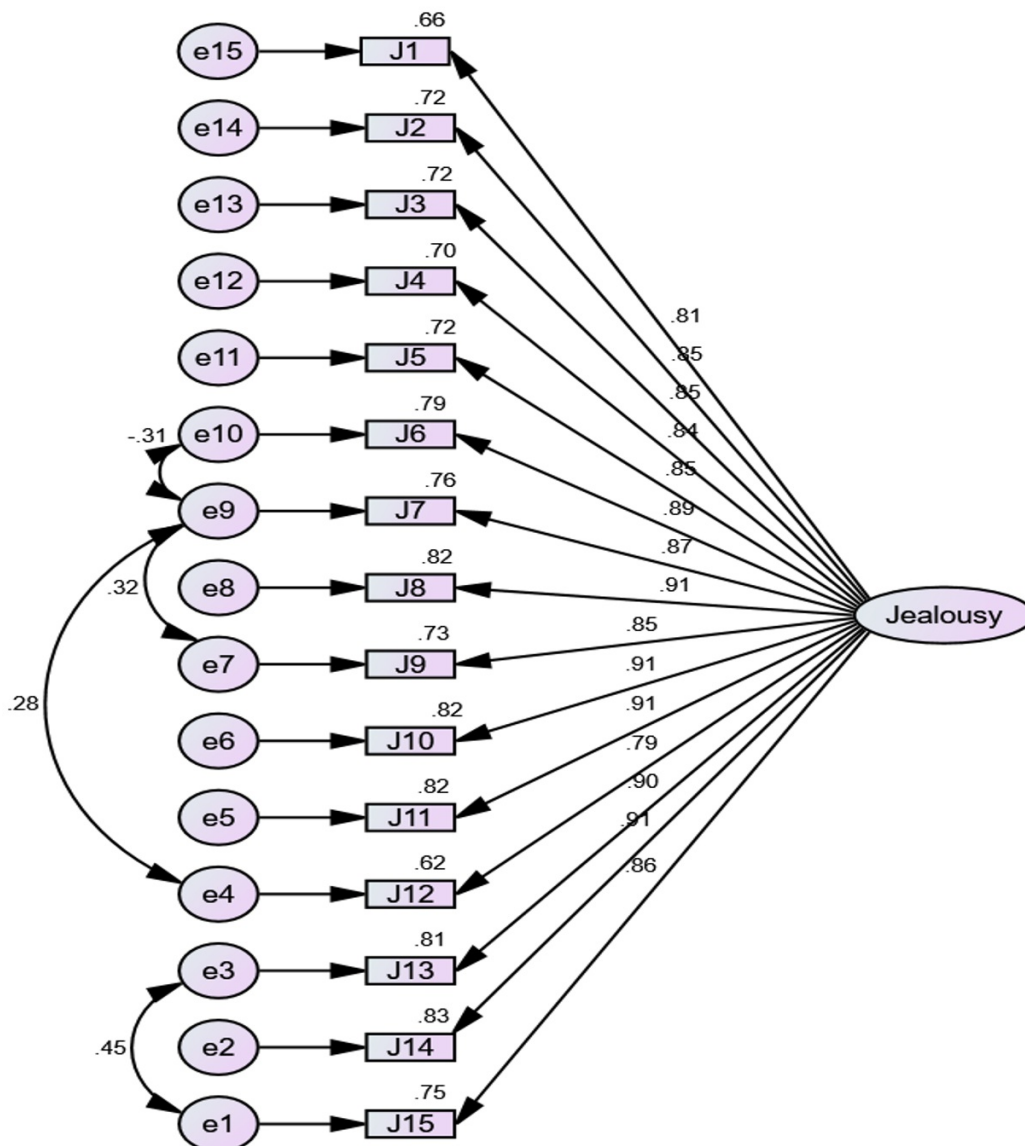 .66
e15 J1
.72
e14 J2
.72
e13 J3
.70
e12 J4
.81
.72
e11 J5
.85
.85
.79
-.31 e10 J6
.84
.85
.76
e9 J7
.89
.87
.82
.32 e8 J8
.91
Jealousy
.73
.85
e7 J9
.91
.28
.82
.91
e6 J10
.79
.82
.90
e5 J11
.91
.62
.86
e4 J12
.81
e3 J13
.83
.45 e2 J14
.75
e1 J15